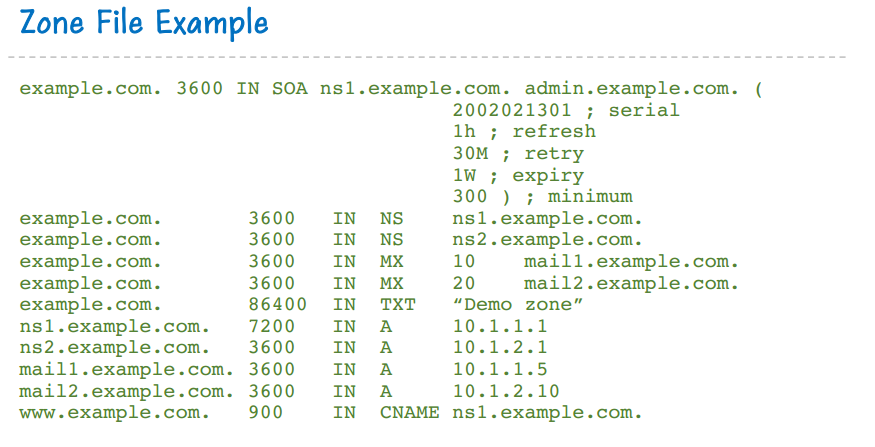 Zone File Example
example.com. 3600 IN SOA ns1.example.com. admin.example.com. (
2002021301 ; serial
1h ; refresh
30M ; retry
1W ; expiry
300 ) ; minimum
example.com. 3600 IN NS ns1.example.com.
example.com. 3600 IN NS ns2.example.com.
example.com. 3600 IN MX 10 mail1.example.com.
example.com. 3600 IN MX 20 mail2.example.com.
example.com. 86400 IN TXT “Demo zone”
ns1.example.com. 7200 IN A 10.1.1.1
ns2.example.com. 3600 IN A 10.1.2.1
mail1.example.com. 3600 IN A 10.1.1.5
mail2.example.com. 3600 IN A 10.1.2.10
www.example.com. 900 IN CNAME ns1.example.com.